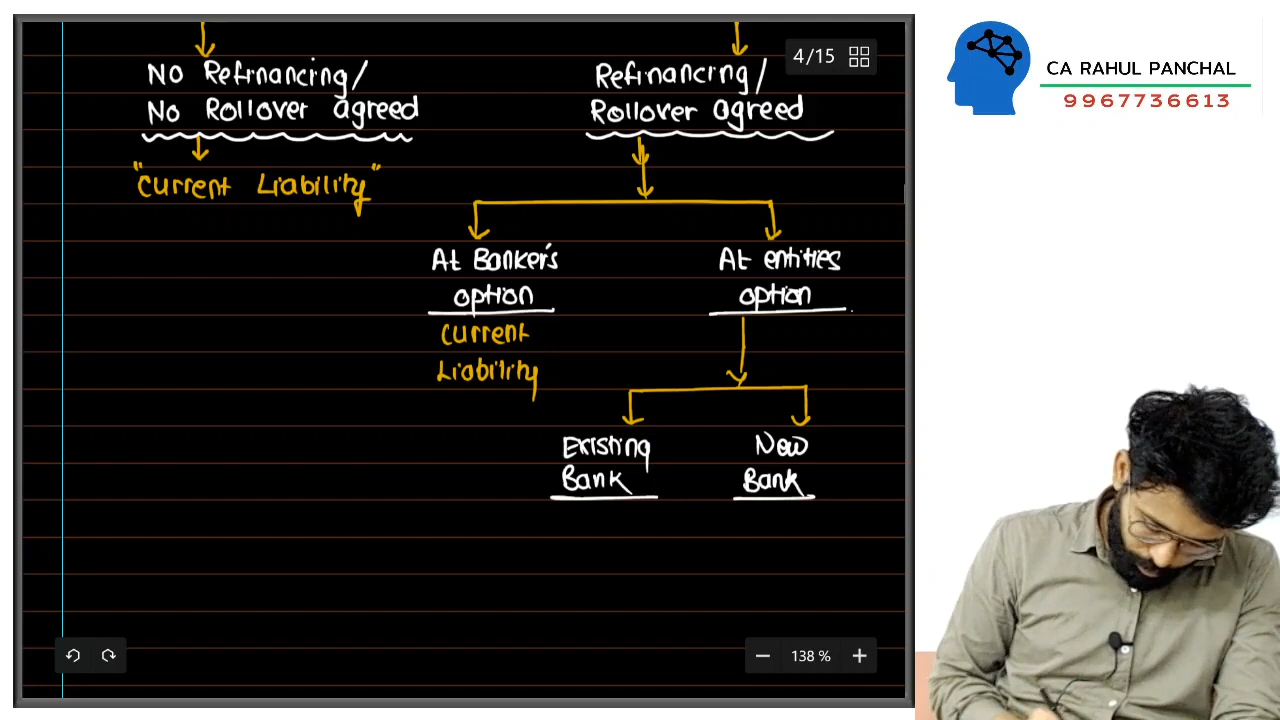 4/15
No Refinancing/
No Rollover agreed
"Current Liability"
Refinancing/
Rollover agreed
At Banker's
option
Current
Liability
At entities
option
Existing
Bank
New
Bank
138 %
CA RAHUL PANCHAL
9967736613